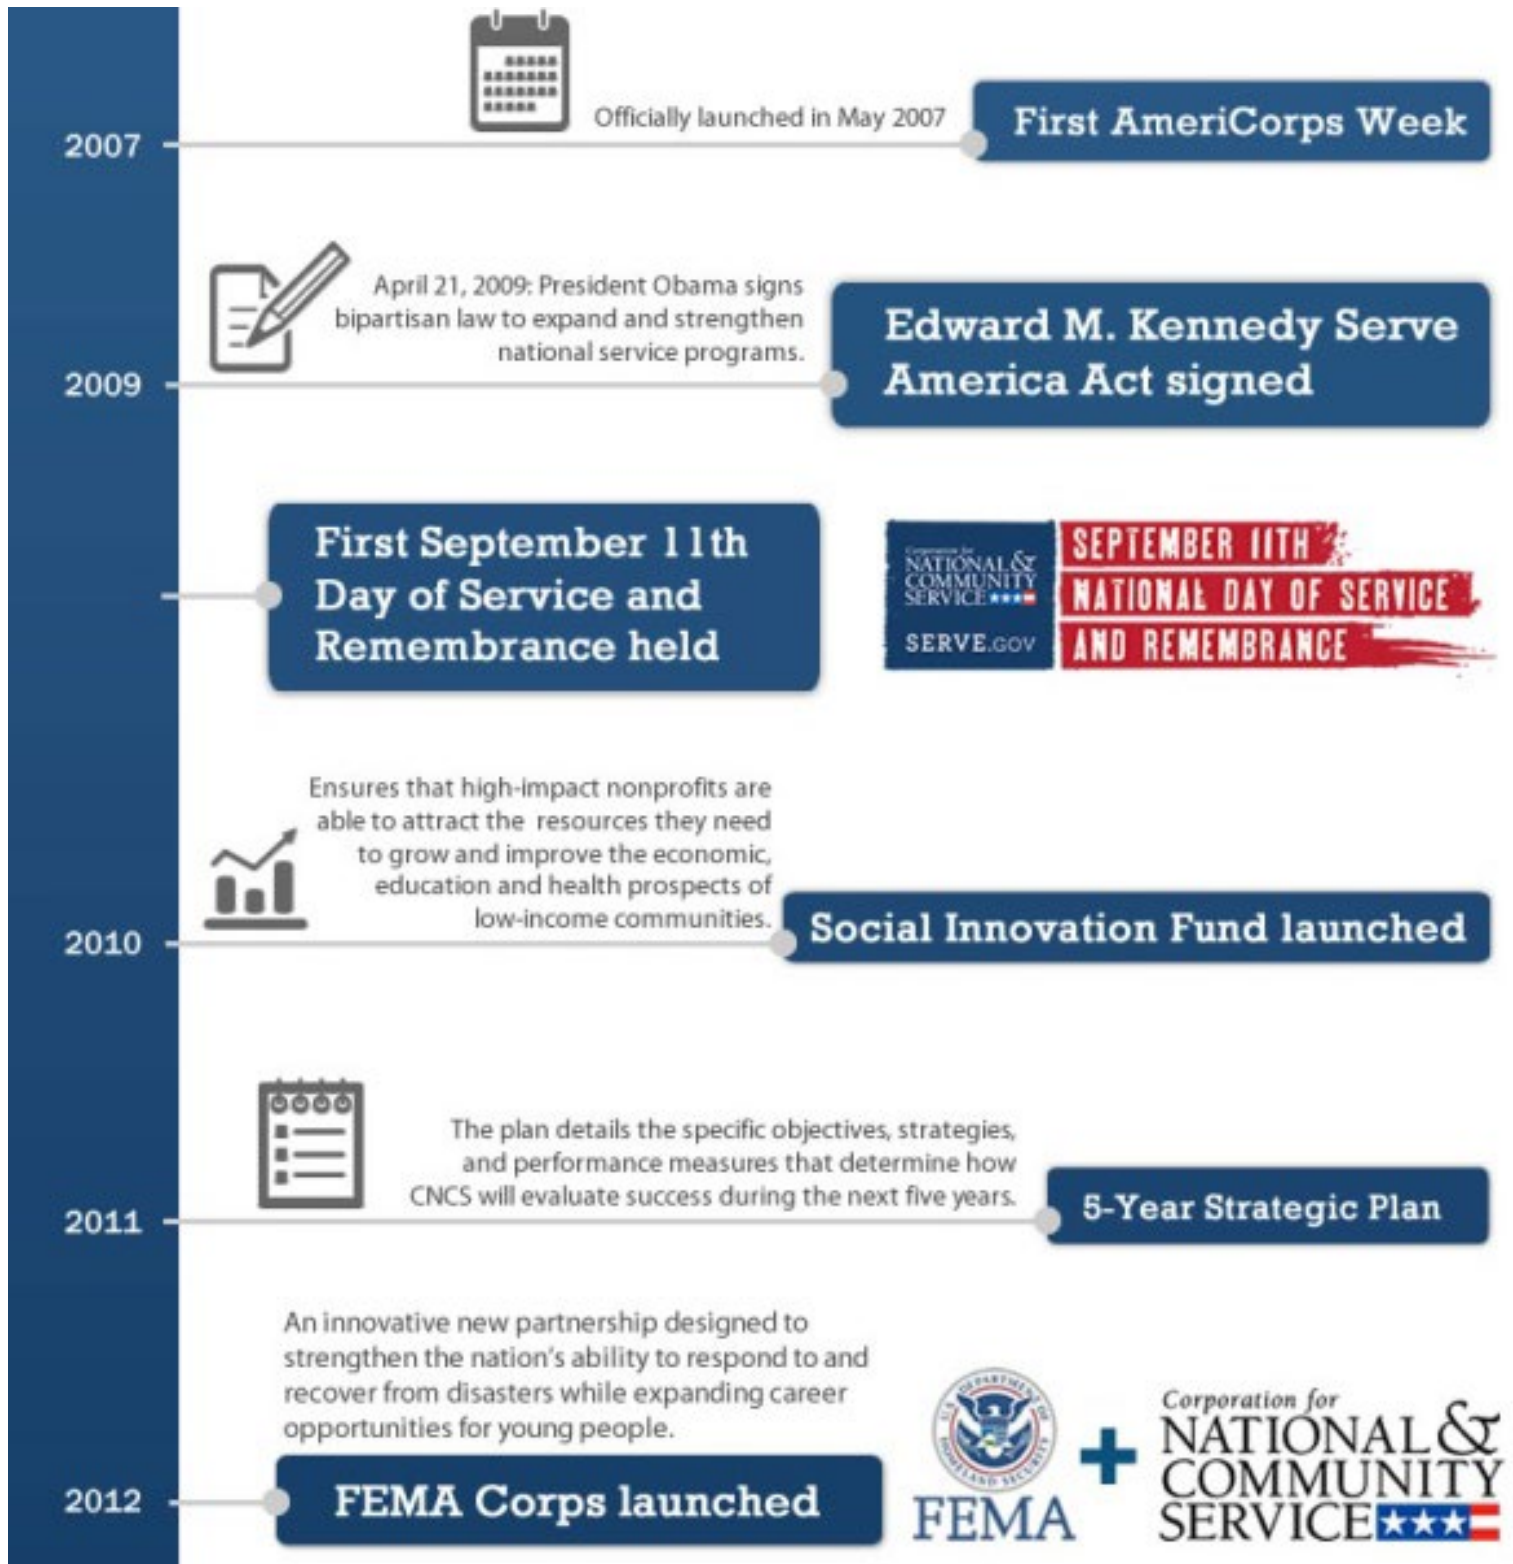 Officially launched in May 2007
First AmeriCorps Week
2007
April 21, 2009: President Obama signs
bipartisan law to expand and strengthen
national service programs.
Edward M. Kennedy Serve
America Act signed
2009
First September 11th
Day of Service and
Remembrance held
Corporation for
NATIONAL &
COMMUNITY
SERVICE
SERVE.GOV
SEPTEMBER 11TH
NATIONAL DAY OF SERVICE
AND REMEMBRANCE
Ensures that high-impact nonprofits are
able to attract the resources they need
to grow and improve the economic,
education and health prospects of
low-income communities.
Social Innovation Fund launched
2010
The plan details the specific objectives, strategies,
and performance measures that determine how
CNCS will evaluate success during the next five years.
5-Year Strategic Plan
2011
An innovative new partnership designed to
strengthen the nation's ability to respond to and
recover from disasters while expanding career
opportunities for young people.
FEMA Corps launched
2012
U.S. DEPARTMENT OF
HOMELAND SECURITY
FEMA
+
Corporation for
NATIONAL &
COMMUNITY
SERVICE